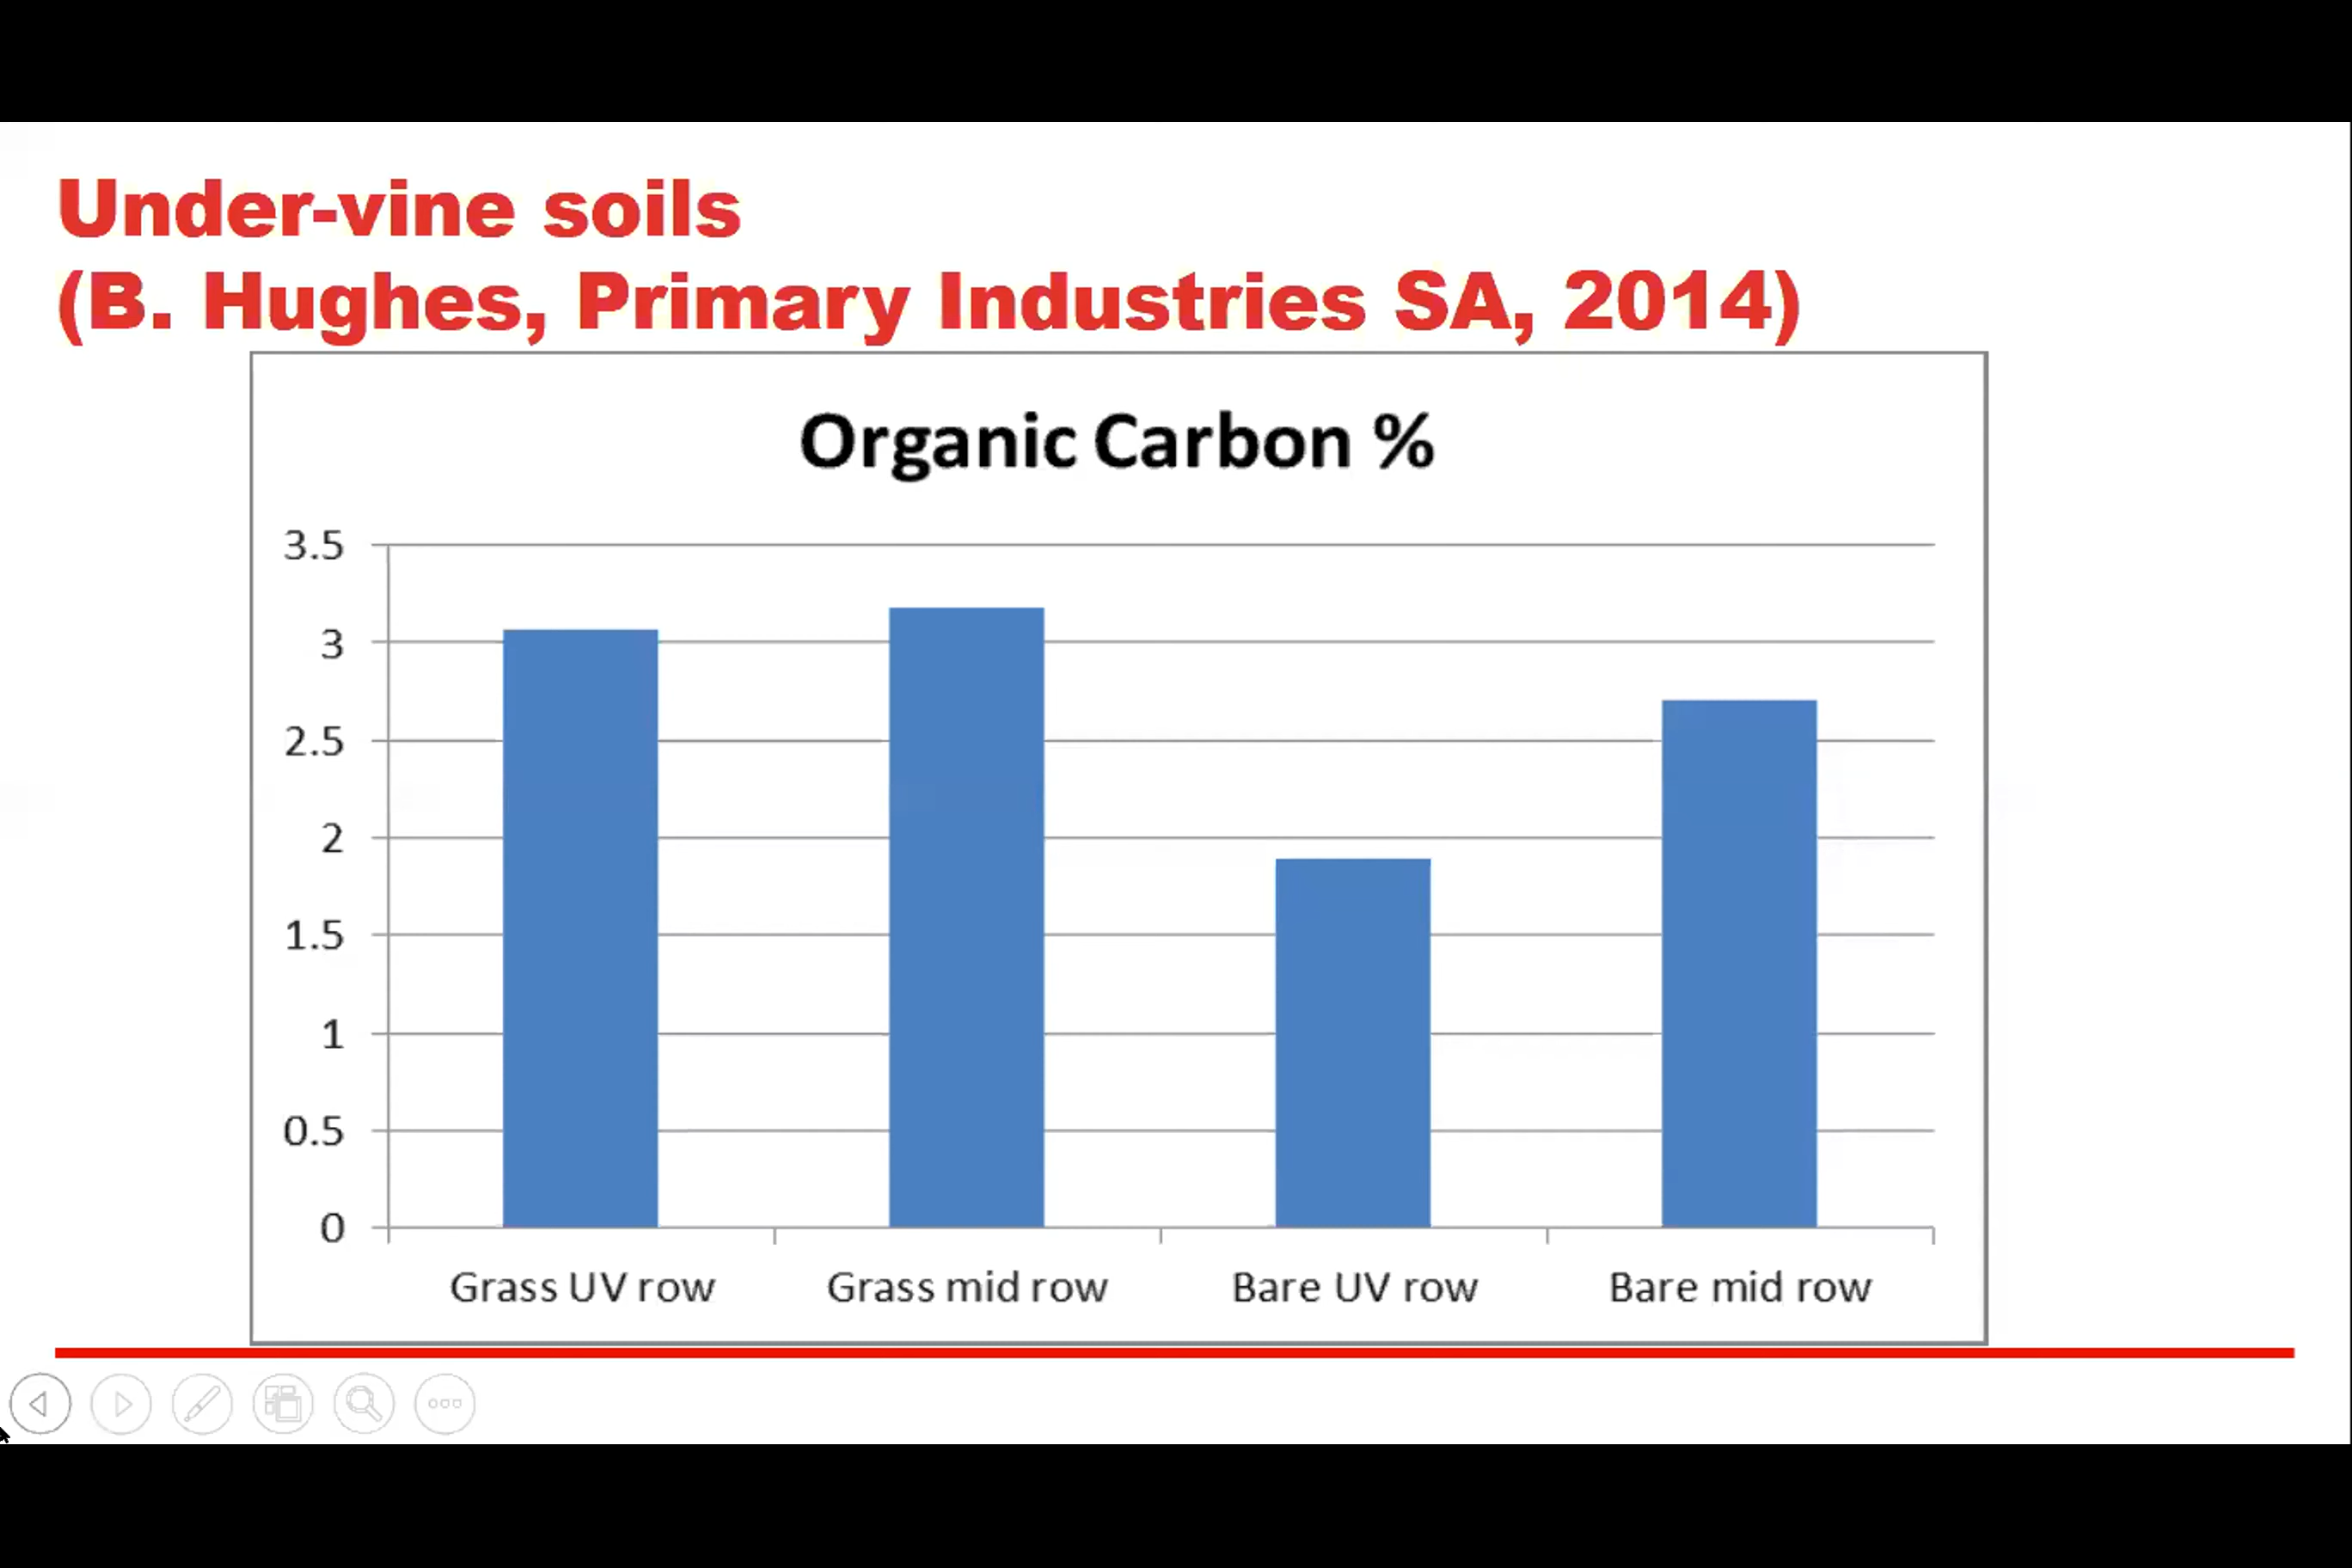 Under-vine soils
(B. Hughes, Primary Industries SA, 2014)
Organic Carbon %
3.5
3
2.5
2
1.5
1
0.5
0
Grass UV row
Grass mid row
Bare UV row
Bare mid row